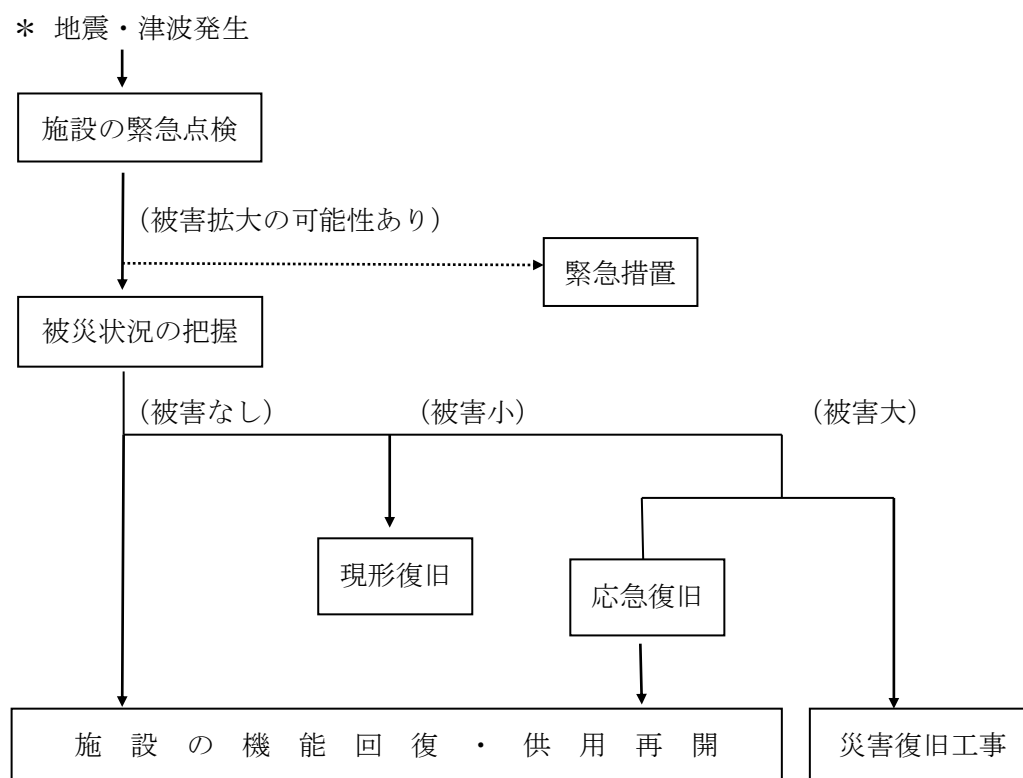 ＊ 地震・津波発生
施設の緊急点検
（被害拡大の可能性あり）
緊急措置
被災状況の把握
（被害なし）
（被害小）
（被害大）
現形復旧
応急復旧
施設の機能回復・供用再開
災害復旧工事